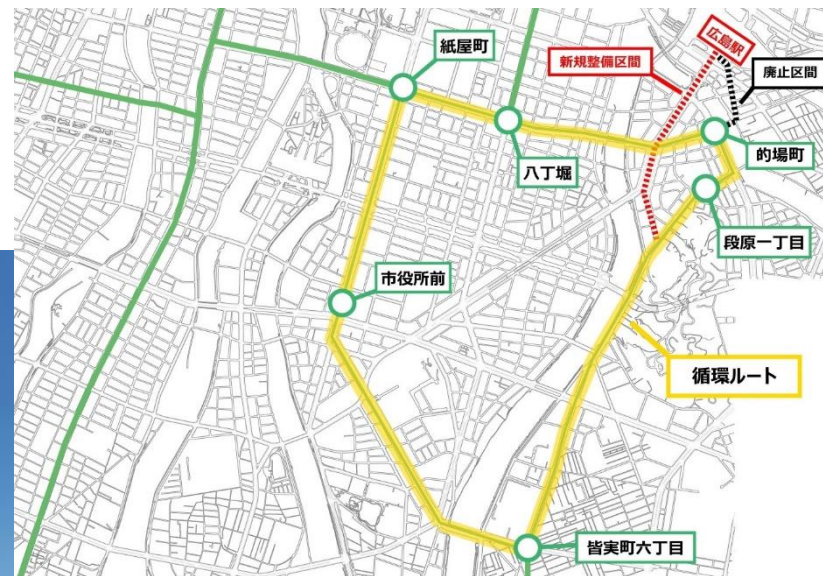 紙屋町
広島駅
新規整備区間
廃止区間
八丁堀
的場町
段原一丁目
市役所前
循環ルート
皆実町六丁目